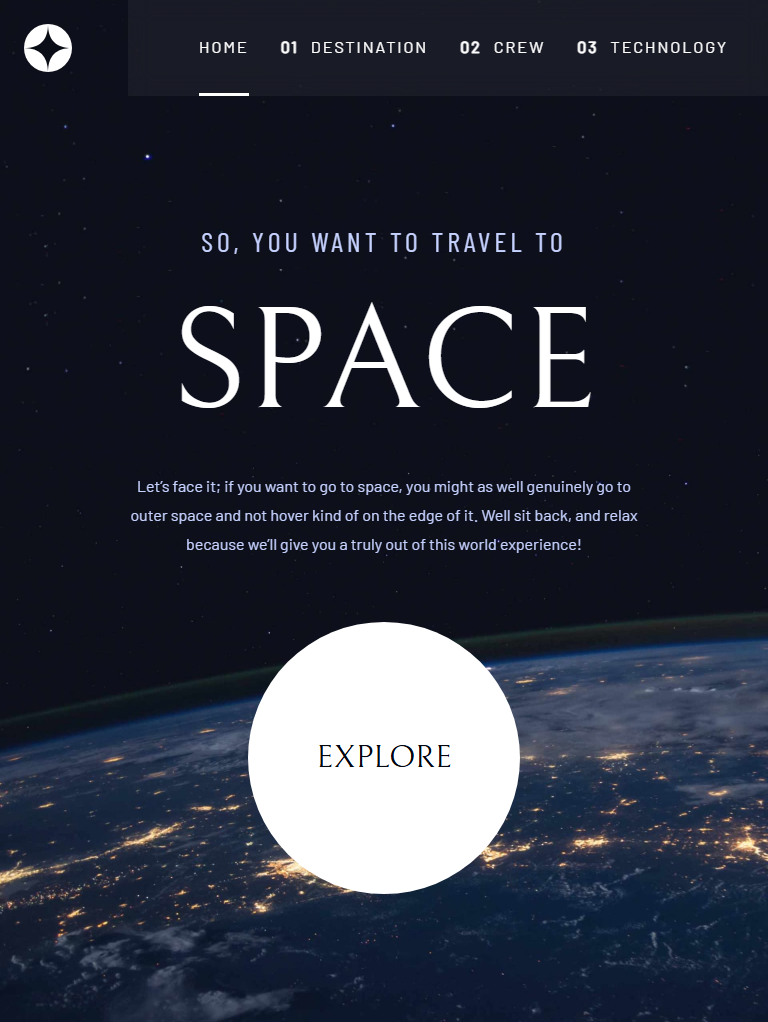 HOME 01 DESTINATION 02 CREW 03 TECHNOLOGY
SO, YOU WANT TO TRAVEL TO
SPACE
Let’s face it; if you want to go to space, you might as well genuinely go to
outer space and not hover kind of on the edge of it. Well sit back, and relax
because we’ll give you a truly out of this world experience!
EXPLORE